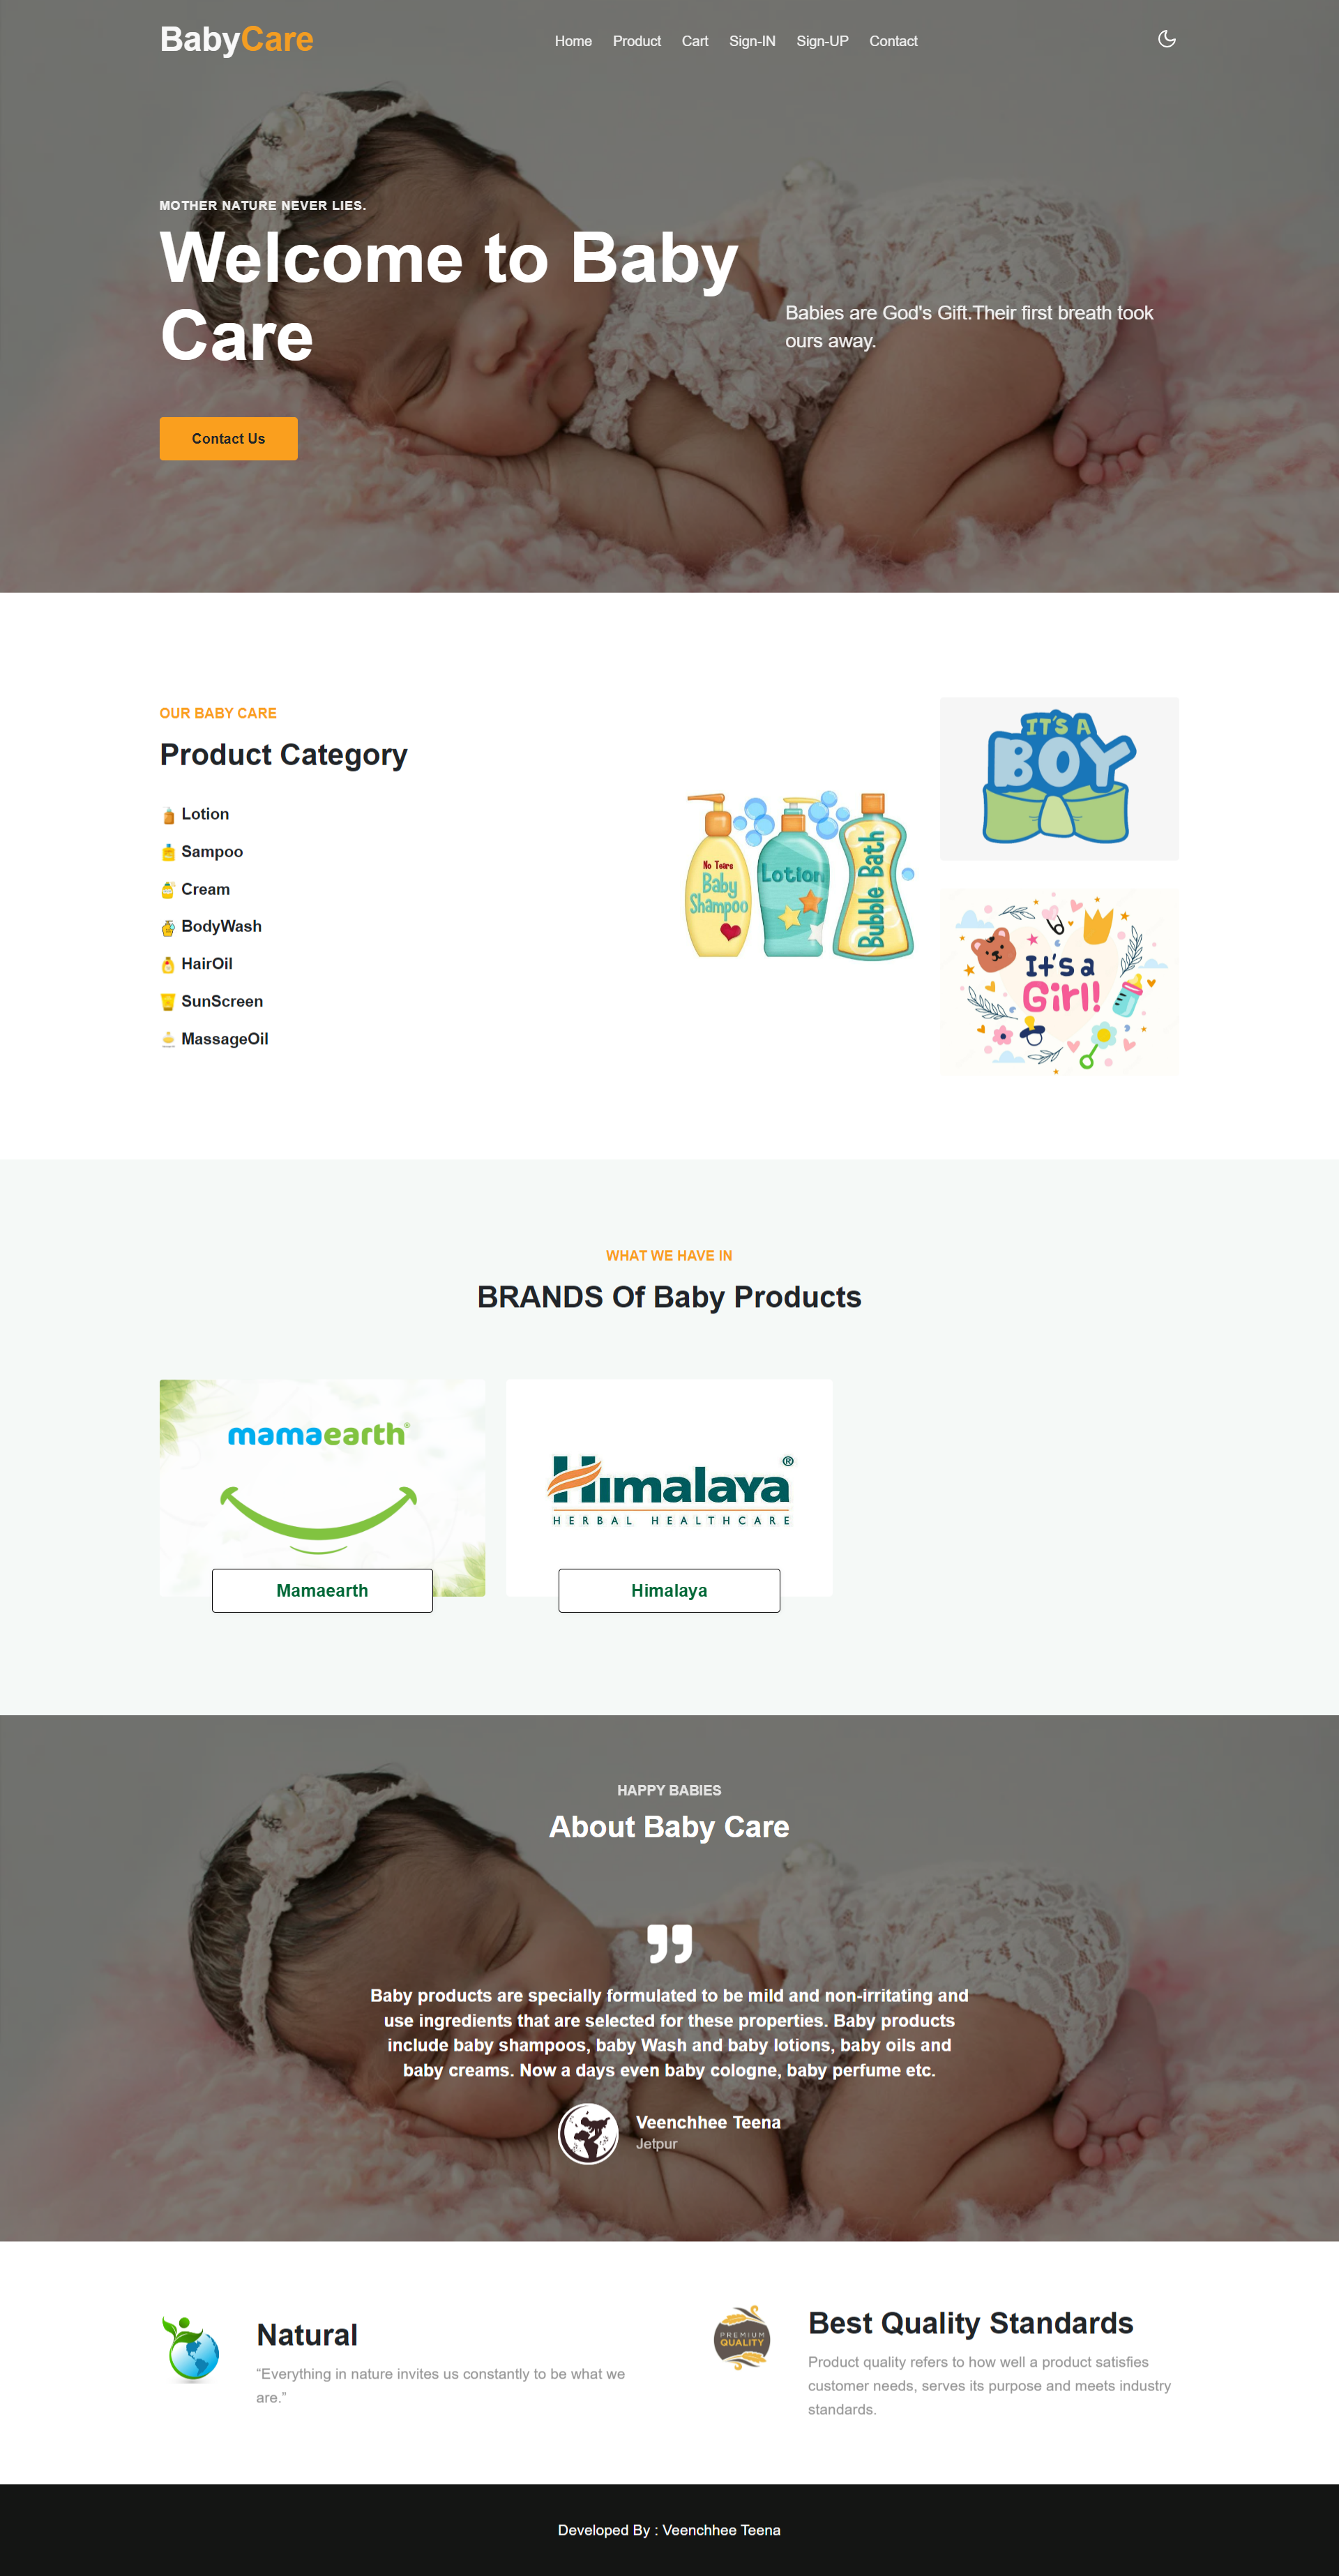 BabyCare
Home Product Cart Sign-IN Sign-UP Contact
MOTHER NATURE NEVER LIES.
Welcome to Baby
Care
Babies are God's Gift.Their first breath took
ours away.
Contact Us
OUR BABY CARE
Product Category
Lotion
Sampoo
Cream
BodyWash
HairOil
SunScreen
MassageOil
No Tears
Baby
Shampoo
Lotion
Bubble Bath
IT'S A
BOY
It's a
Girl!
WHAT WE HAVE IN
BRANDS Of Baby Products
mamaearth®
Mamaearth
Himalaya®
HERBAL HEALTHCARE
Himalaya
HAPPY BABIES
About Baby Care
Baby products are specially formulated to be mild and non-irritating and
use ingredients that are selected for these properties. Baby products
include baby shampoos, baby Wash and baby lotions, baby oils and
baby creams. Now a days even baby cologne, baby perfume etc.
Veenchhee Teena
Jetpur
Natural
“Everything in nature invites us constantly to be what we
are.”
PREMIUM
QUALITY
Best Quality Standards
Product quality refers to how well a product satisfies
customer needs, serves its purpose and meets industry
standards.
Developed By : Veenchhee Teena